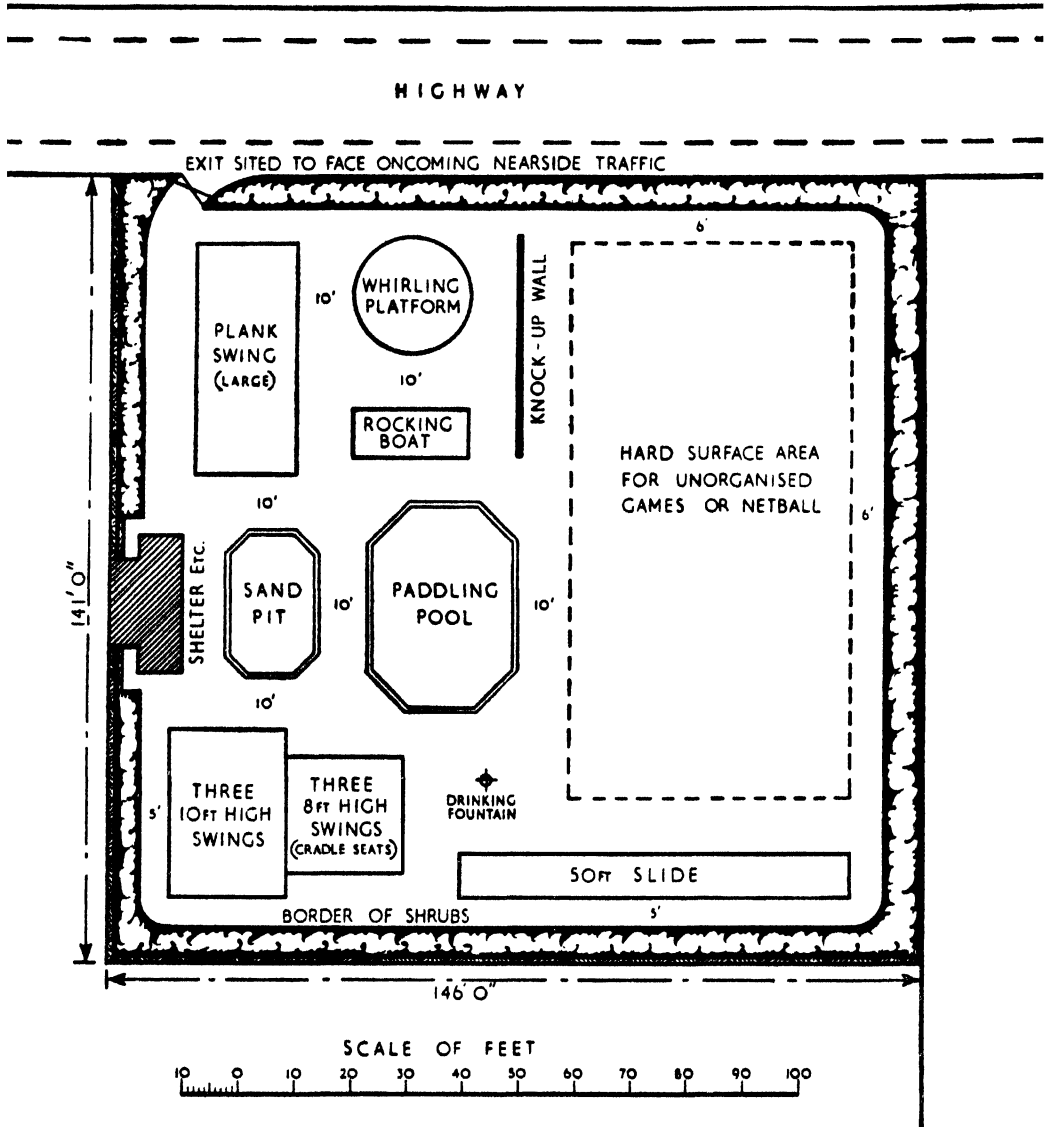 HIGHWAY
EXIT SITED TO FACE ONCOMING NEARSIDE TRAFFIC
6'
PLANK
SWING
(LARGE)
10'
WHIRLING
PLATFORM
10'
ROCKING
BOAT
KNOCK-UP WALL
HARD SURFACE AREA
FOR UNORGANISED
GAMES OR NETBALL
6'
10'
141'0"
SHELTER ETC.
SAND
PIT
10'
PADDLING
POOL
10'
10'
5'
THREE
10FT HIGH
SWINGS
THREE
8FT HIGH
SWINGS
(CRADLE SEATS)
DRINKING
FOUNTAIN
50FT SLIDE
5'
BORDER OF SHRUBS
146'0"
SCALE OF FEET
10 0 10 20 30 40 50 60 70 80 90 100